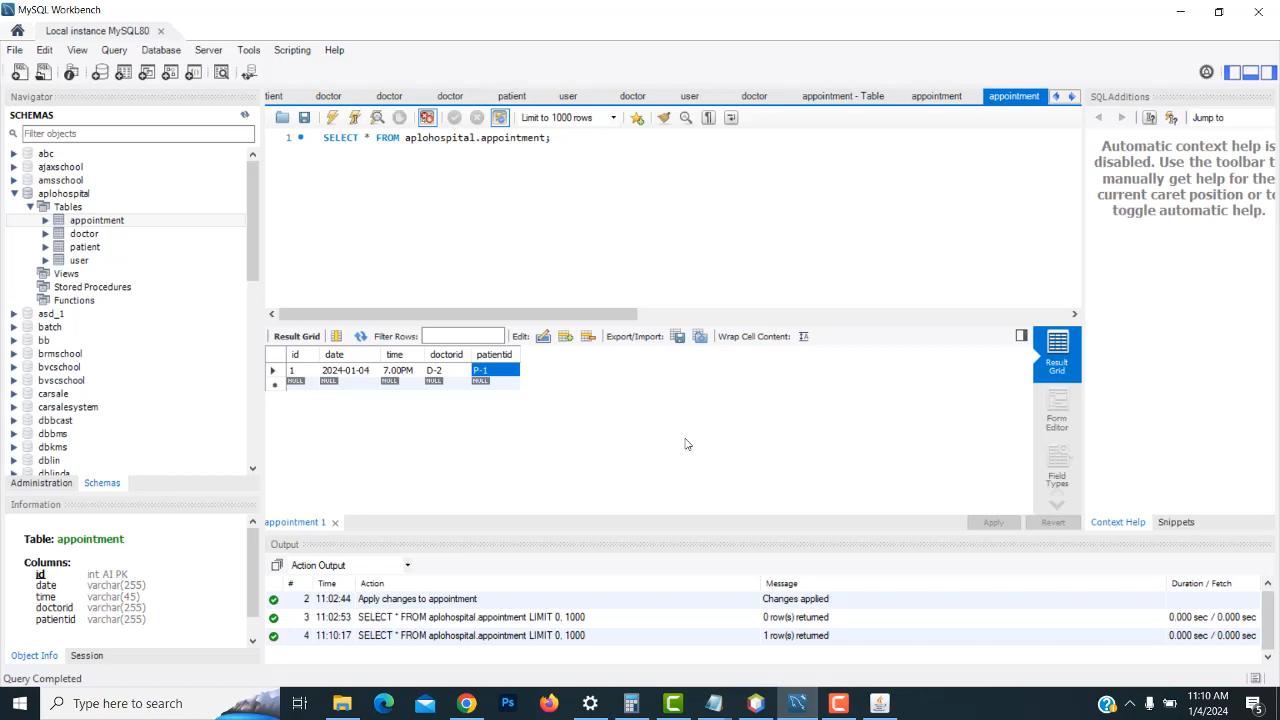 MySQL Workbench
Local instance MySQL80
File Edit View Query Database Server Tools Scripting Help
Navigator
SCHEMAS
Filter objects
abc
ajaxschool
amsschool
aplohospital
Tables
appointment
doctor
patient
user
Views
Stored Procedures
Functions
asd_1
batch
bb
brmschool
bvcschool
bvscschool
carsale
carsalesystem
dbbcast
dbbms
dbkms
dblin
dblinda
Administration Schemas
Information
Table: appointment
Columns:
id int AI PK
date varchar(255)
time varchar(45)
doctorid varchar(255)
patientid varchar(255)
Object Info Session
Query Completed
tient doctor doctor patient user doctor user doctor appointment - Table appointment appointment
Limit to 1000 rows
1 SELECT * FROM aplohospital.appointment;
Result Grid Filter Rows: Edit: Export/Import: Wrap Cell Content:
id date time doctorid patientid
1 2024-01-04 7.00PM D-2 P-1
NULL NULL NULL NULL NULL
Result Grid
Form Editor
Field Types
appointment 1 Apply Revert
Output
Action Output
# Time Action Message Duration / Fetch
2 11:02:44 Apply changes to appointment Changes applied
3 11:02:53 SELECT * FROM aplohospital.appointment LIMIT 0, 1000 0 row(s) returned 0.000 sec / 0.000 sec
4 11:10:17 SELECT * FROM aplohospital.appointment LIMIT 0, 1000 1 row(s) returned 0.000 sec / 0.000 sec
SQLAdditions
Jump to
Automatic context help is
disabled. Use the toolbar t
manually get help for the
current caret position or to
toggle automatic help.
Context Help Snippets
Type here to search
Ps
11:10 AM
1/4/2024
5